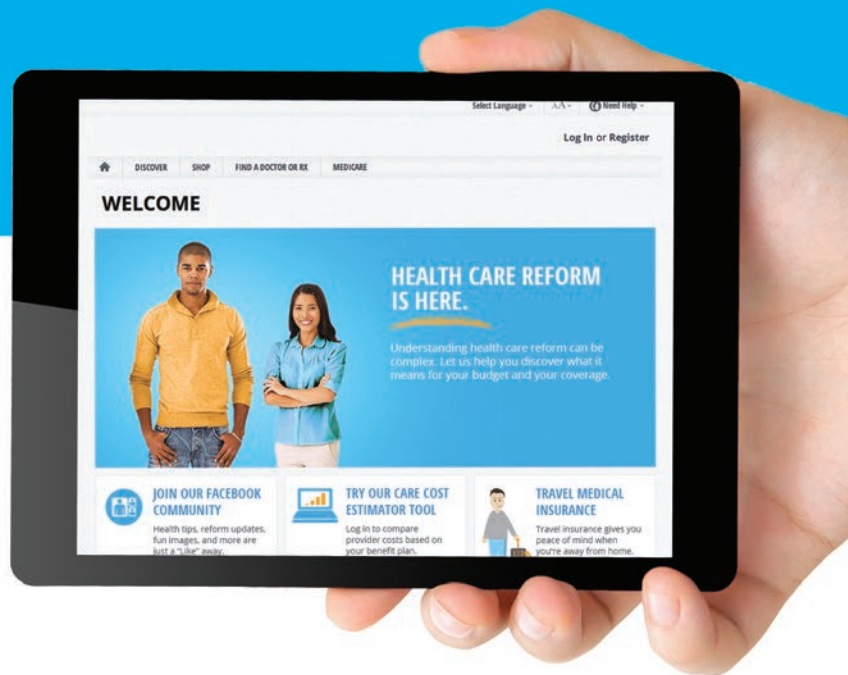 Select Language
AA
Need Help
Log In or Register
DISCOVER SHOP FIND A DOCTOR OR RX MEDICARE
WELCOME
HEALTH CARE REFORM
IS HERE.
Understanding health care reform can be
complex. Let us help you discover what it
means for your budget and your coverage.
JOIN OUR FACEBOOK
COMMUNITY
Health tips, reform updates,
fun images, and more are
just a "Like" away.
TRY OUR CARE COST
ESTIMATOR TOOL
Log in to compare
provider costs based on
your benefit plan.
TRAVEL MEDICAL
INSURANCE
Travel insurance gives you
peace of mind when
you're away from home.